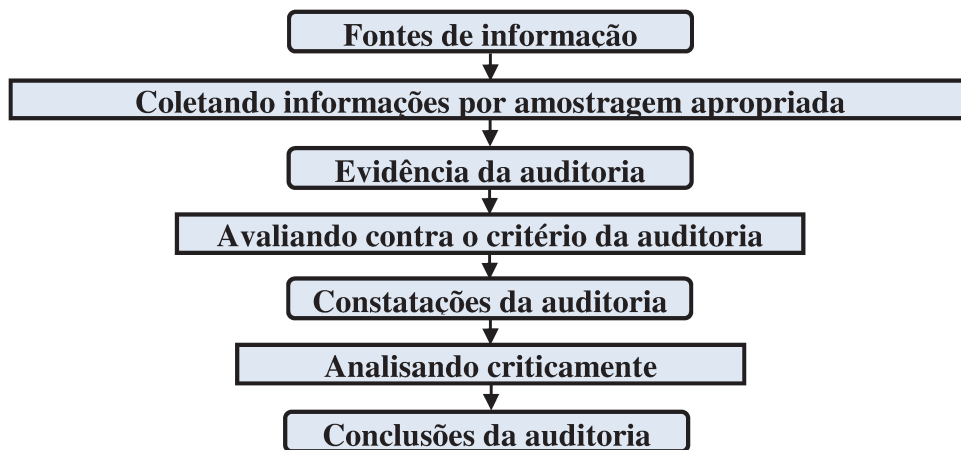 Fontes de informação
Coletando informações por amostragem apropriada
Evidência da auditoria
Avaliando contra o critério da auditoria
Constatações da auditoria
Analisando criticamente
Conclusões da auditoria